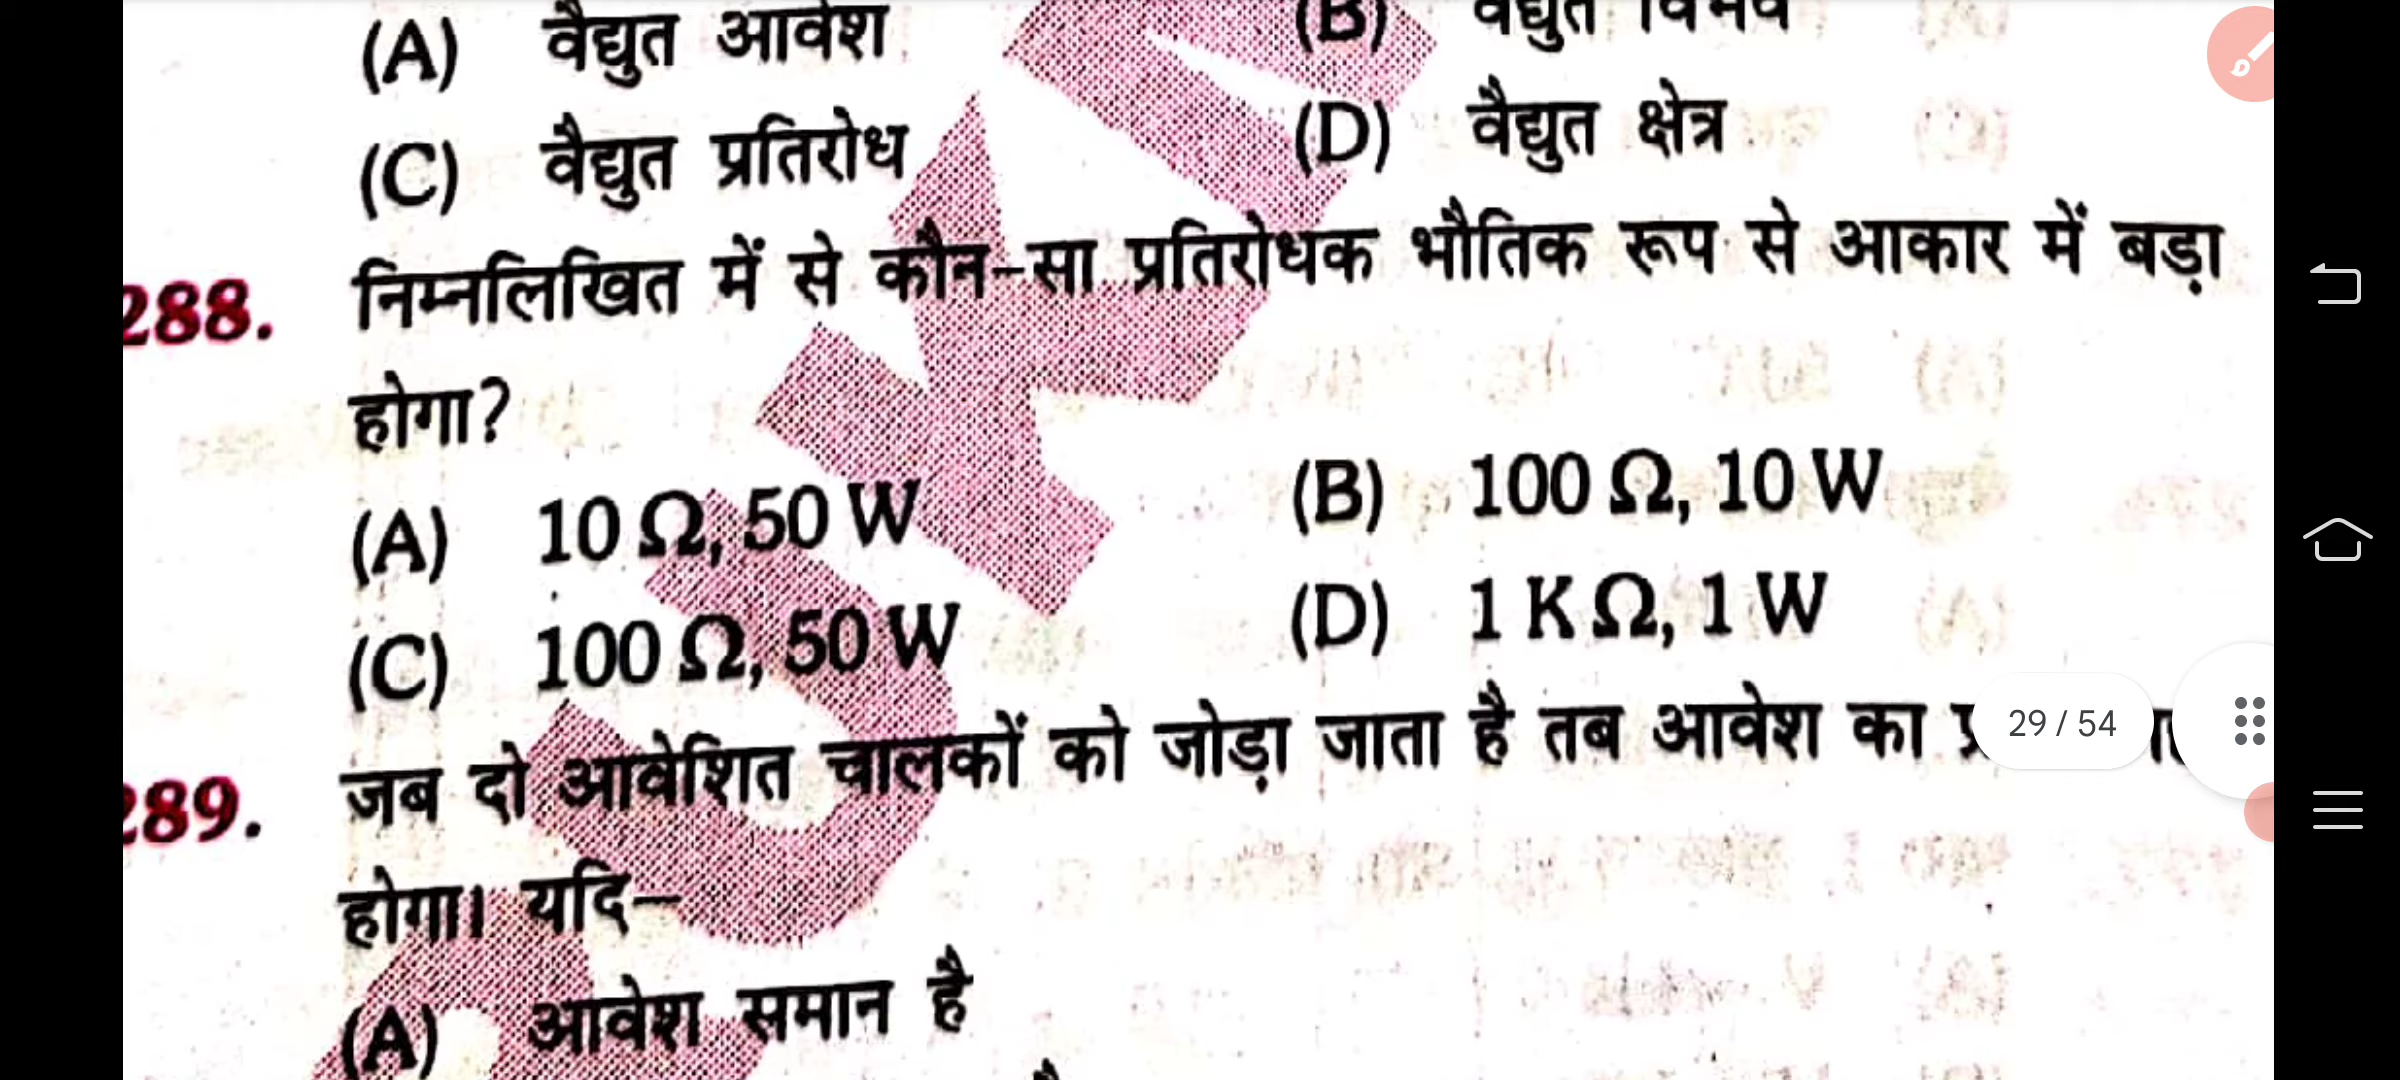 (A) वैद्युत आवेश (B) वैद्युत विभव
(C) वैद्युत प्रतिरोध (D) वैद्युत क्षेत्र
288. निम्नलिखित में से कौन-सा प्रतिरोधक भौतिक रूप से आकार में बड़ा
होगा?
(A) 10 Ω, 50 W (B) 100 Ω, 10 W
(C) 100 Ω, 50 W (D) 1 K Ω, 1 W
289. जब दो आवेशित चालकों को जोड़ा जाता है तब आवेश का
29 / 54
होगा। यदि–
(A) आवेश समान है